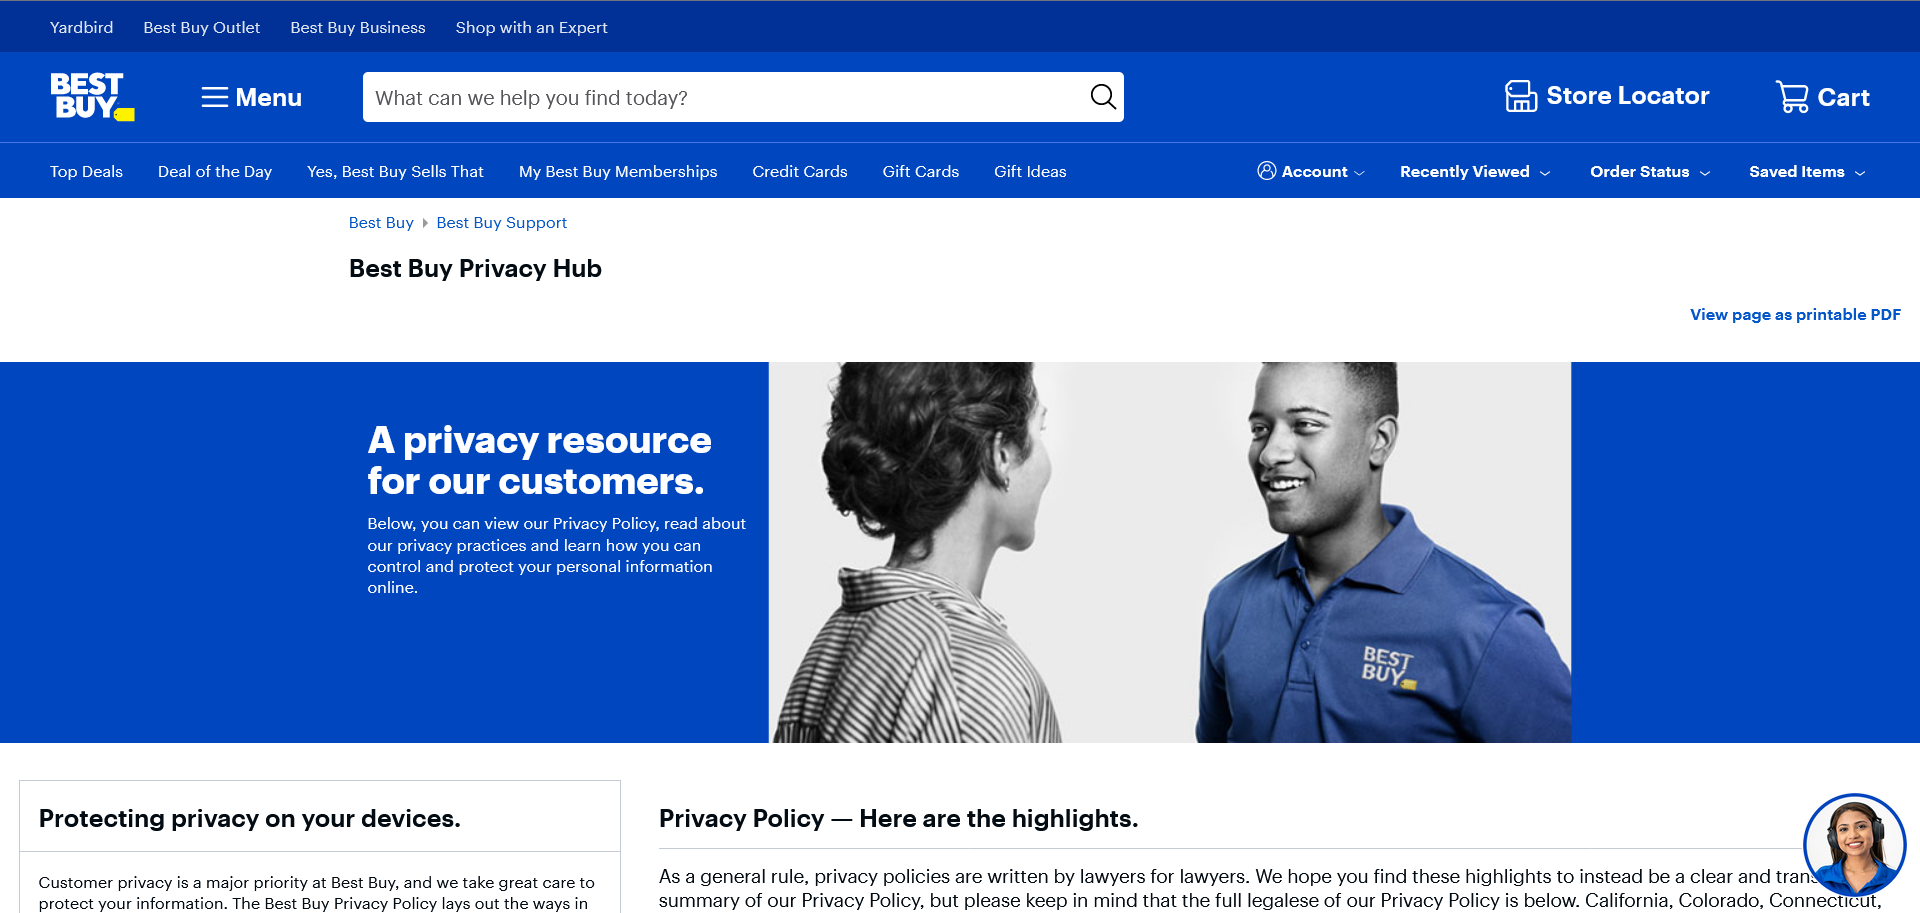 Yardbird Best Buy Outlet Best Buy Business Shop with an Expert
BEST
BUY
Menu
What can we help you find today?
Store Locator
Cart
Top Deals Deal of the Day Yes, Best Buy Sells That My Best Buy Memberships Credit Cards Gift Cards Gift Ideas
Account Recently Viewed Order Status Saved Items
Best Buy Best Buy Support
Best Buy Privacy Hub
View page as printable PDF
A privacy resource
for our customers.
Below, you can view our Privacy Policy, read about
our privacy practices and learn how you can
control and protect your personal information
online.
BEST
BUY
Protecting privacy on your devices.
Customer privacy is a major priority at Best Buy, and we take great care to
protect your information. The Best Buy Privacy Policy lays out the ways in
Privacy Policy — Here are the highlights.
As a general rule, privacy policies are written by lawyers for lawyers. We hope you find these highlights to instead be a clear and
summary of our Privacy Policy, but please keep in mind that the full legalese of our Privacy Policy is below. California, Colorado, Connecticut,